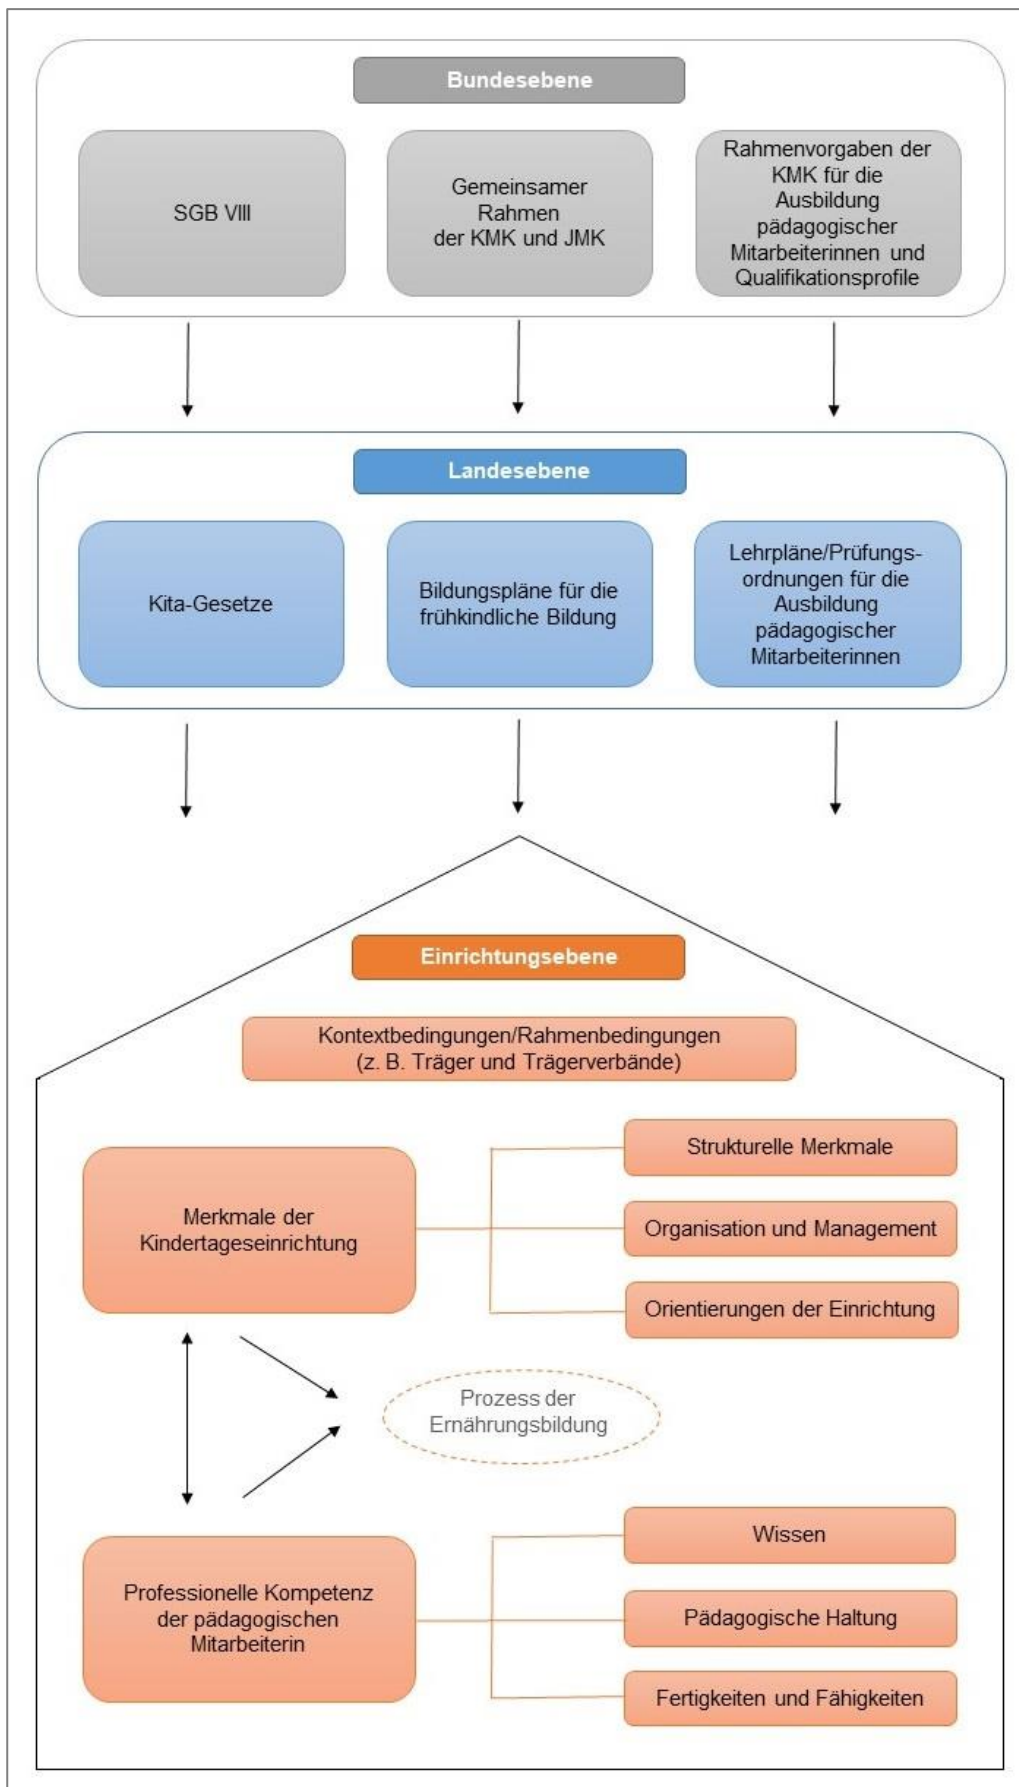 Bundesebene
SGB VIII
Gemeinsamer
Rahmen
der KMK und JMK
Rahmenvorgaben der
KMK für die
Ausbildung
pädagogischer
Mitarbeiterinnen und
Qualifikationsprofile
Landesebene
Kita-Gesetze
Bildungspläne für die
frühkindliche Bildung
Lehrpläne/Prüfungs-
ordnungen für die
Ausbildung
pädagogischer
Mitarbeiterinnen
Einrichtungsebene
Kontextbedingungen/Rahmenbedingungen
(z. B. Träger und Trägerverbände)
Merkmale der
Kindertageseinrichtung
Strukturelle Merkmale
Organisation und Management
Orientierungen der Einrichtung
Prozess der
Ernährungsbildung
Professionelle Kompetenz
der pädagogischen
Mitarbeiterin
Wissen
Pädagogische Haltung
Fertigkeiten und Fähigkeiten